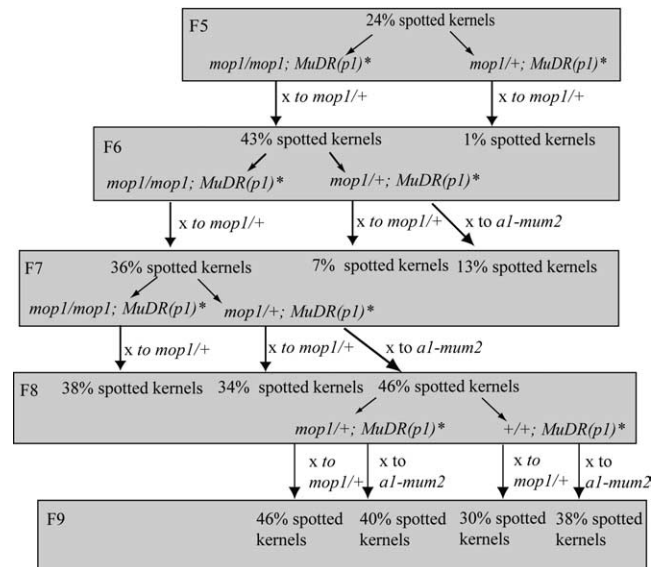 F5
24% spotted kernels
mop1/mop1; MuDR(p1)* mop1/+; MuDR(p1)*
x to mop1/+ x to mop1/+
F6
43% spotted kernels 1% spotted kernels
mop1/mop1; MuDR(p1)* mop1/+; MuDR(p1)*
x to mop1/+ x to mop1/+ x to a1-mum2
F7
36% spotted kernels 7% spotted kernels 13% spotted kernels
mop1/mop1; MuDR(p1)* mop1/+; MuDR(p1)*
x to mop1/+ x to mop1/+ x to a1-mum2
F8
38% spotted kernels 34% spotted kernels 46% spotted kernels
mop1/+; MuDR(p1)* +/+; MuDR(p1)*
x to mop1/+ x to a1-mum2 x to mop1/+ x to a1-mum2
F9
46% spotted kernels 40% spotted kernels 30% spotted kernels 38% spotted kernels